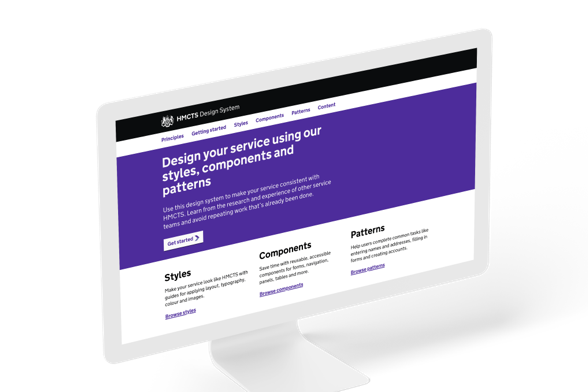 HMCTS Design System
Principles Getting started Styles Components Patterns Content
Design your service using our
styles, components and
patterns
Use this design system to make your service consistent with
HMCTS. Learn from the research and experience of other service
teams and avoid repeating work that's already been done.
Get started
Styles
Make your service look like HMCTS with
guides for applying layout, typography,
colour and images.
Browse styles
Components
Save time with reusable, accessible
components for forms, navigation,
panels, tables and more.
Browse components
Patterns
Help users complete common tasks like
entering names and addresses, filling in
forms and creating accounts.
Browse patterns